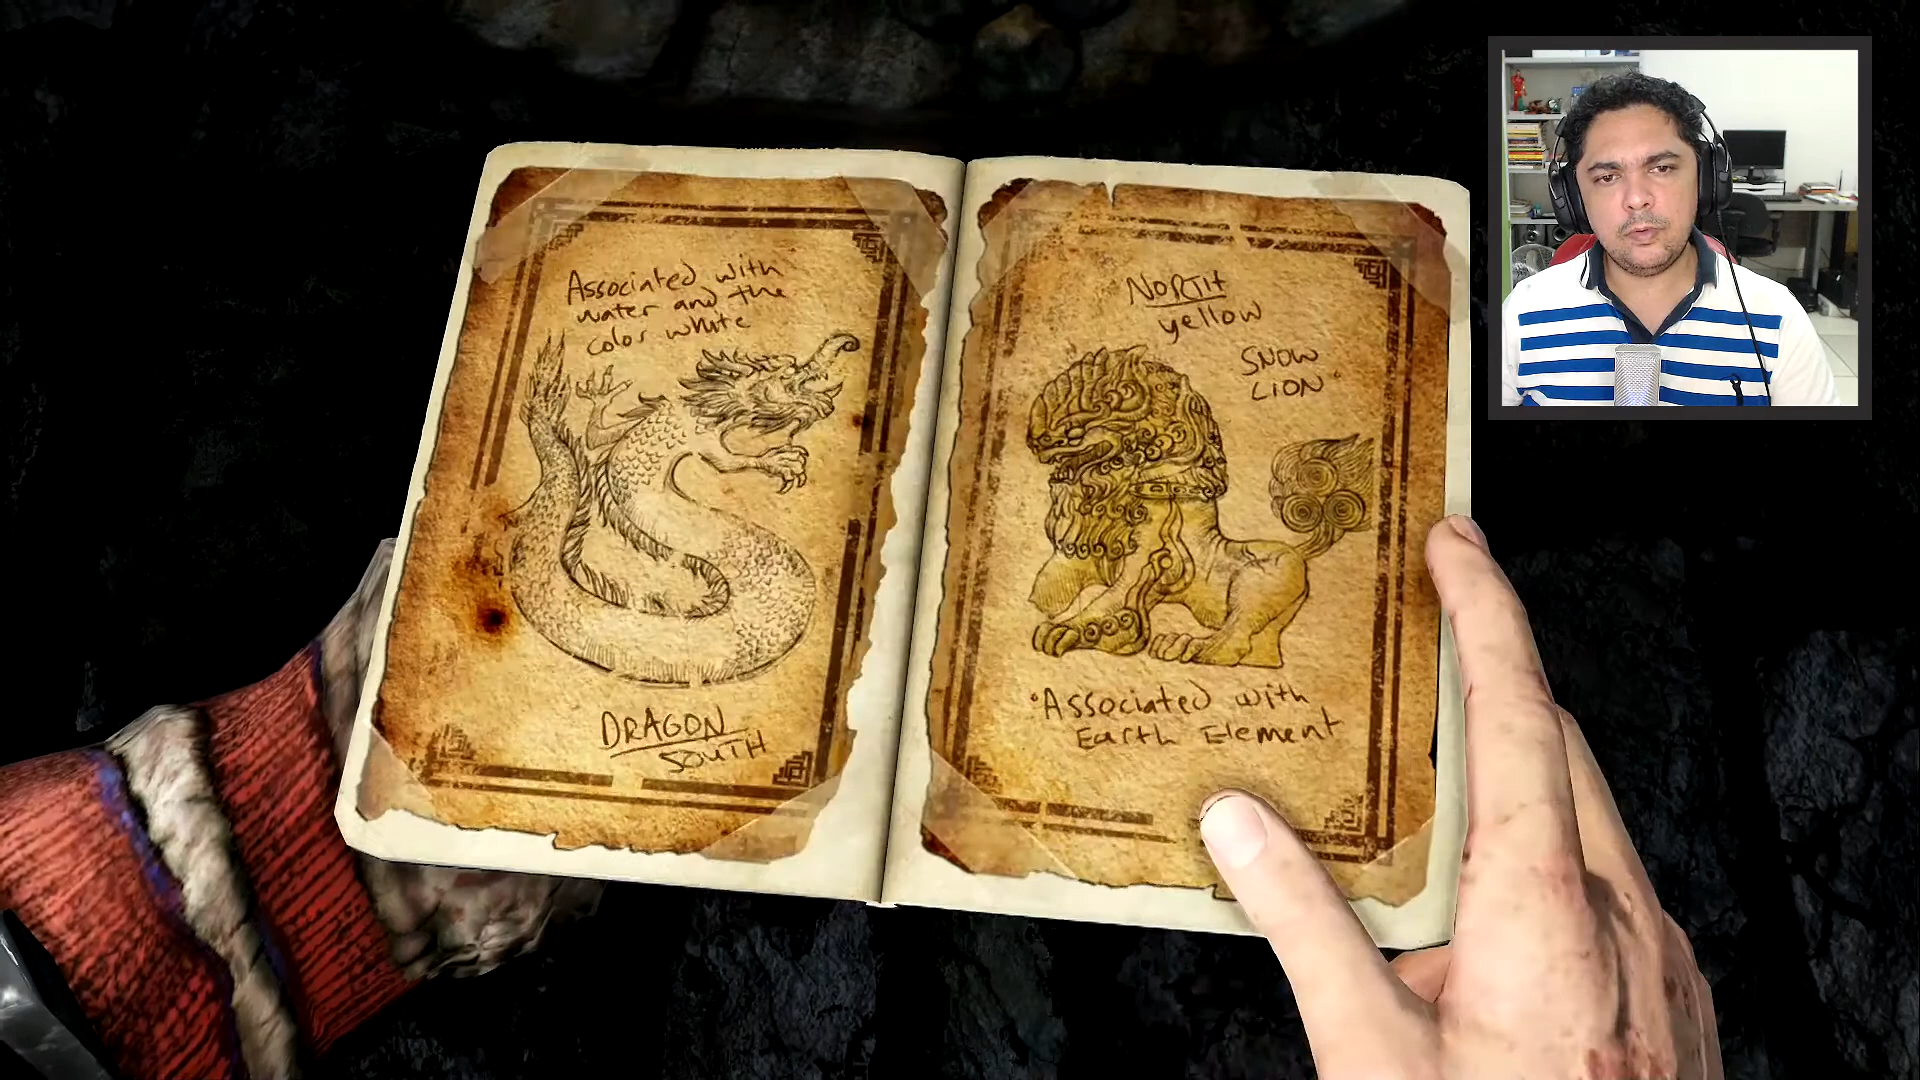 Associated with
water and the
color white
DRAGON
SOUTH
NORTH
yellow
SNOW
LION
Associated with
Earth Element